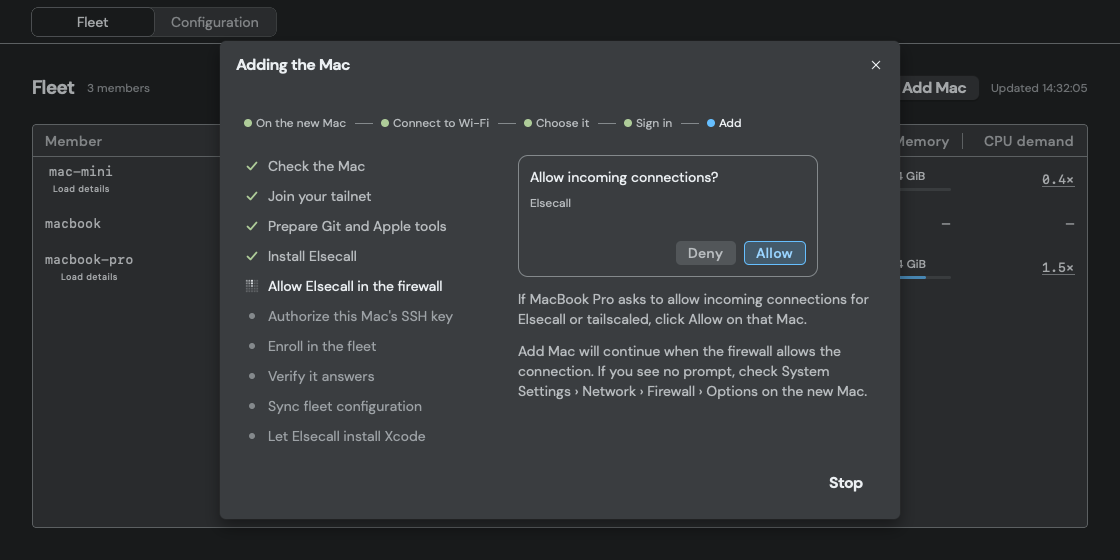 Fleet
Configuration
Adding the Mac
Fleet
3 members
Add Mac
Updated 14:32:05
On the new Mac
Connect to Wi-Fi
Choose it
Sign in
Add
Member
Memory
CPU demand
mac-mini
Load details
GiB
0.4×
macbook
—
—
macbook-pro
Load details
GiB
1.5×
Check the Mac
Join your tailnet
Prepare Git and Apple tools
Install Elsecall
Allow Elsecall in the firewall
Authorize this Mac's SSH key
Enroll in the fleet
Verify it answers
Sync fleet configuration
Let Elsecall install Xcode
Allow incoming connections?
Elsecall
Deny
Allow
If MacBook Pro asks to allow incoming connections for
Elsecall or tailscaled, click Allow on that Mac.
Add Mac will continue when the firewall allows the
connection. If you see no prompt, check System
Settings › Network › Firewall › Options on the new Mac.
Stop